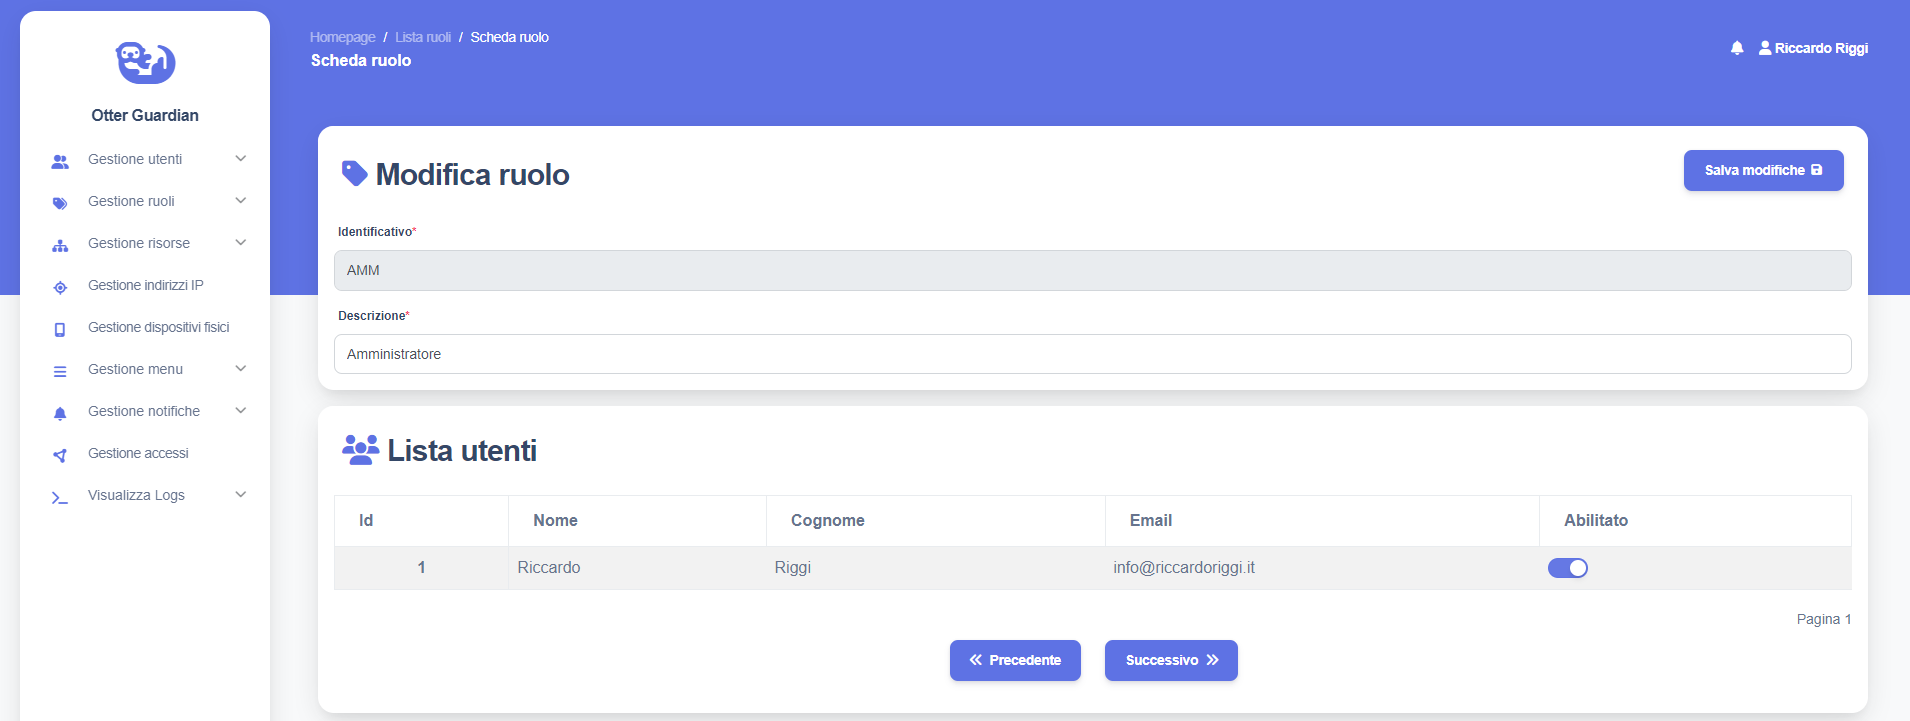 Otter Guardian
Gestione utenti
Gestione ruoli
Gestione risorse
Gestione indirizzi IP
Gestione dispositivi fisici
Gestione menu
Gestione notifiche
Gestione accessi
Visualizza Logs
Homepage / Lista ruoli / Scheda ruolo
Scheda ruolo
Riccardo Riggi
Modifica ruolo
Salva modifiche
Identificativo*
AMM
Descrizione*
Amministratore
Lista utenti
Id Nome Cognome Email Abilitato
1 Riccardo Riggi info@riccardoriggi.it
Pagina 1
Precedente Successivo